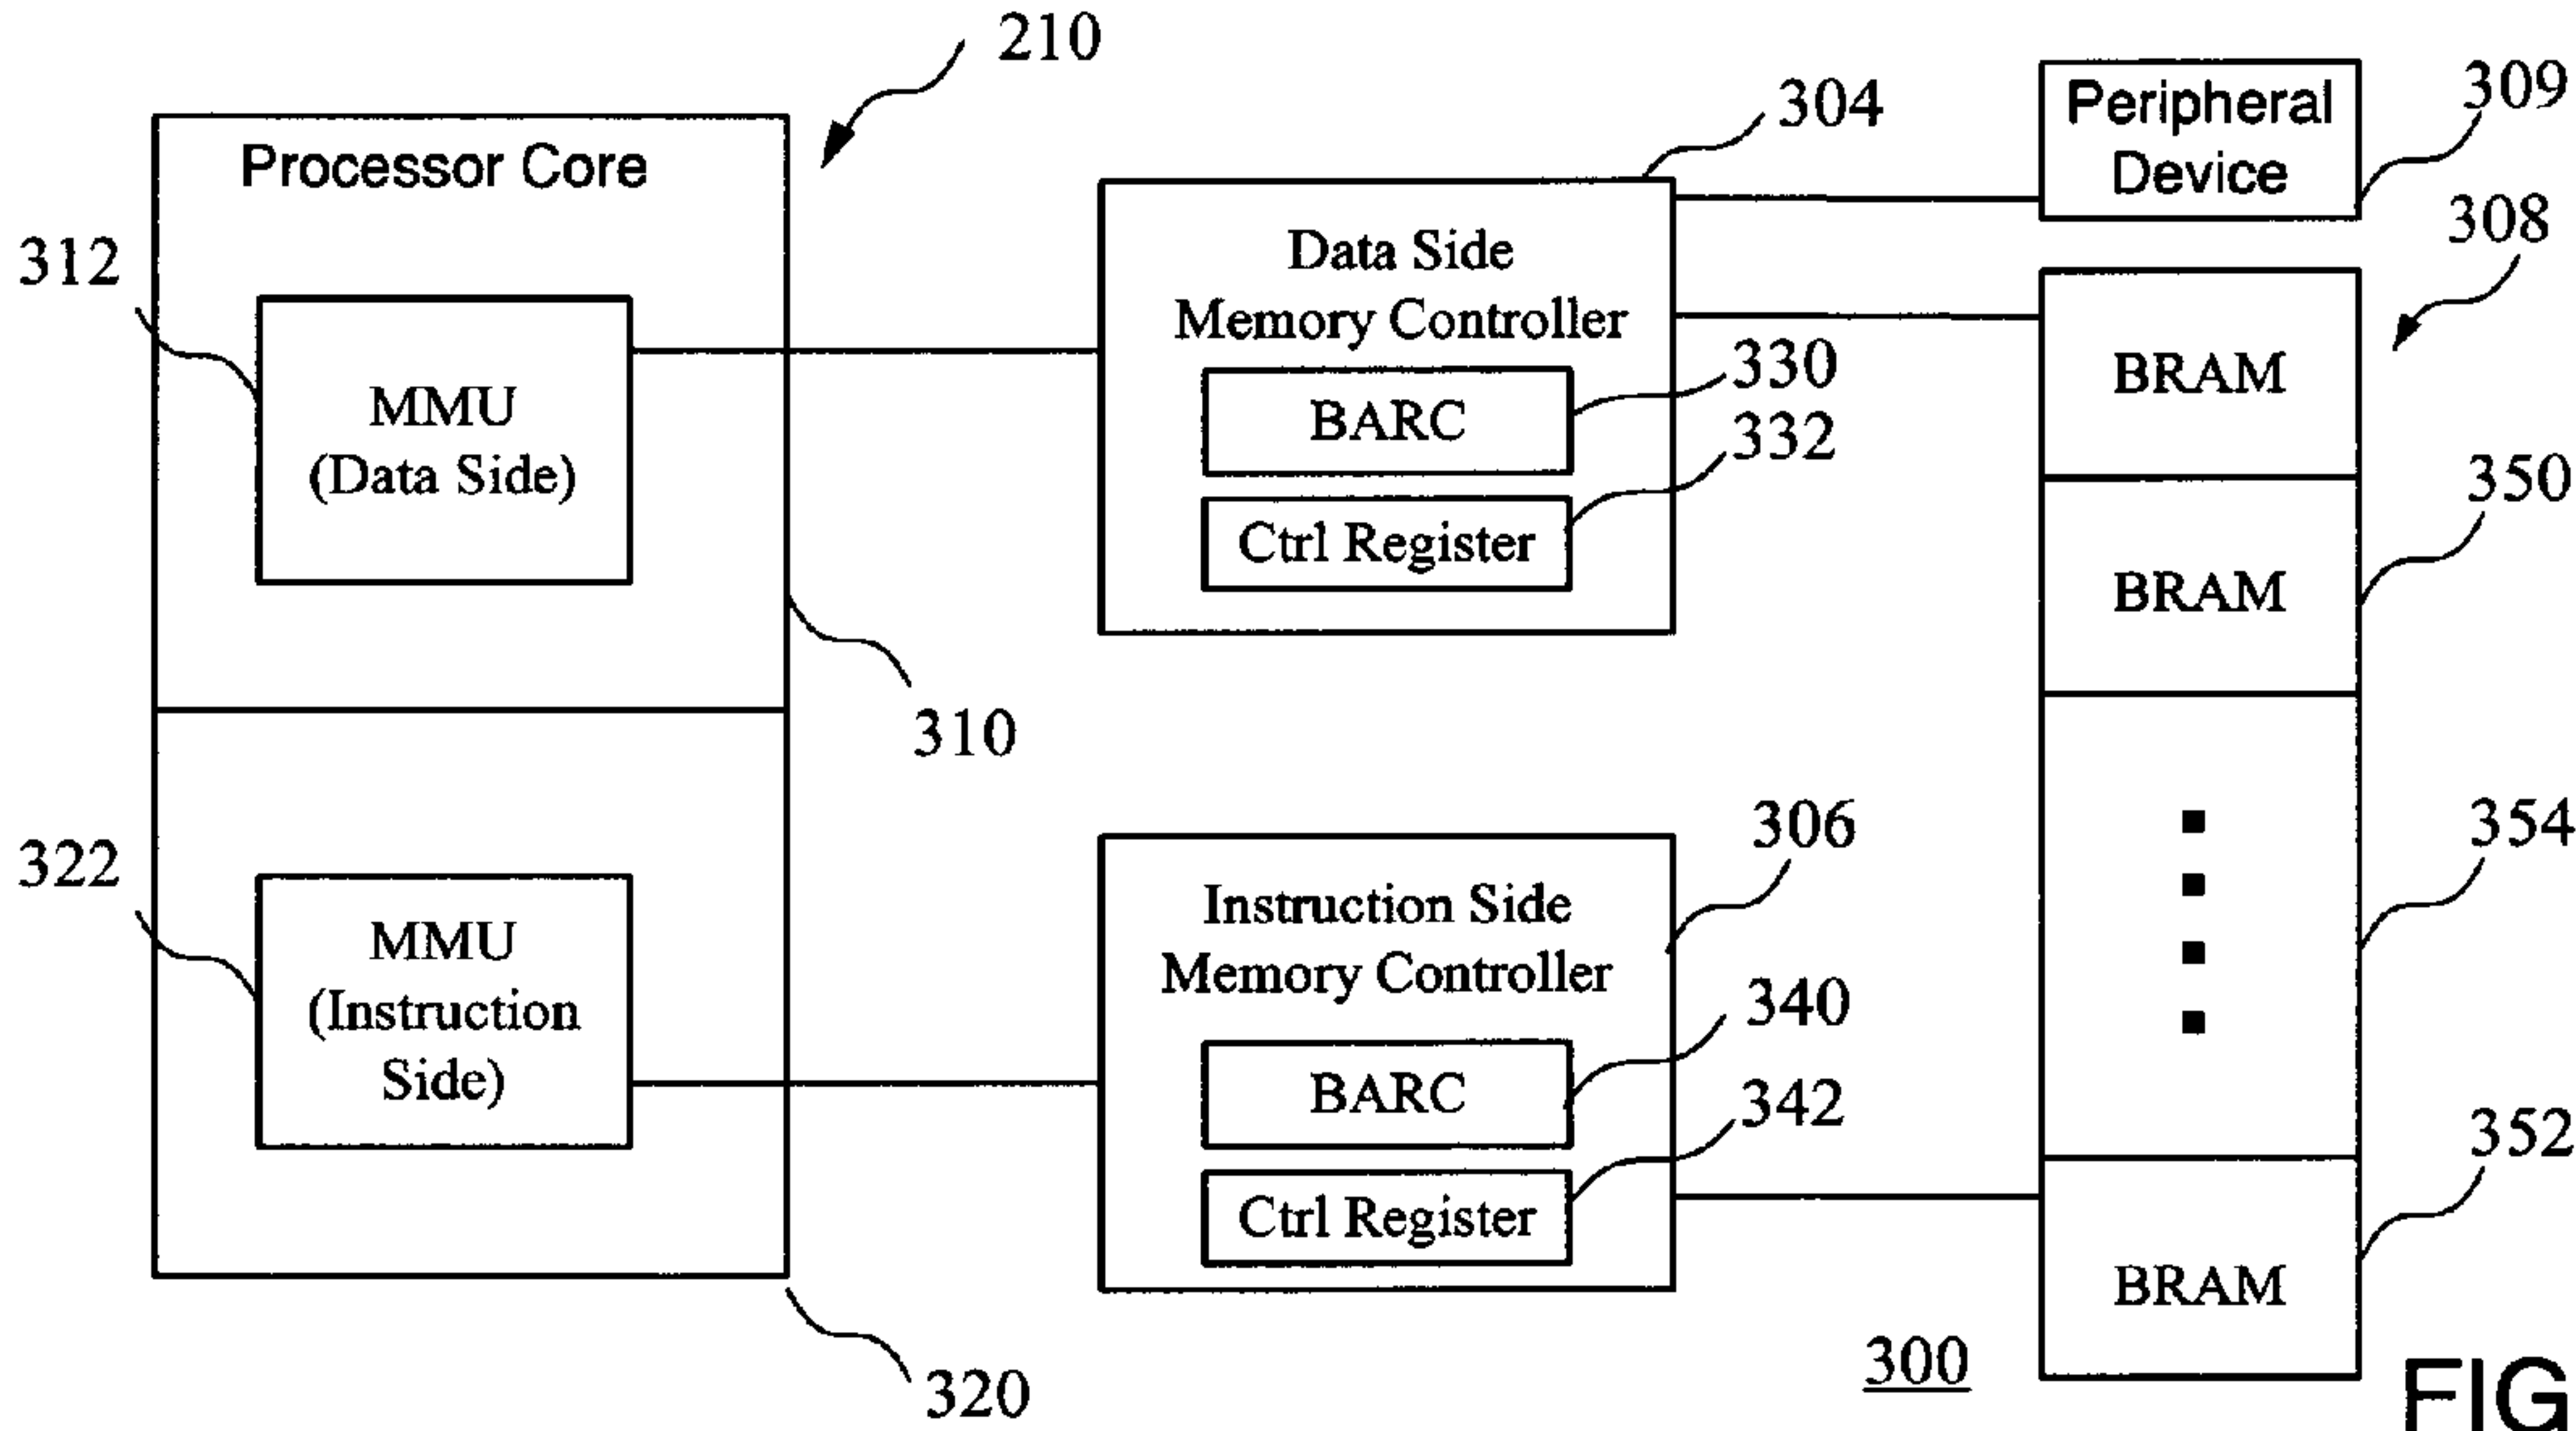 210
Processor Core
312
MMU
(Data Side)
310
322
MMU
(Instruction
Side)
320
304
Data Side
Memory Controller
330
BARC
332
Ctrl Register
306
Instruction Side
Memory Controller
340
BARC
342
Ctrl Register
300
Peripheral
Device
309
308
BRAM
350
BRAM
354
352
BRAM
FIG